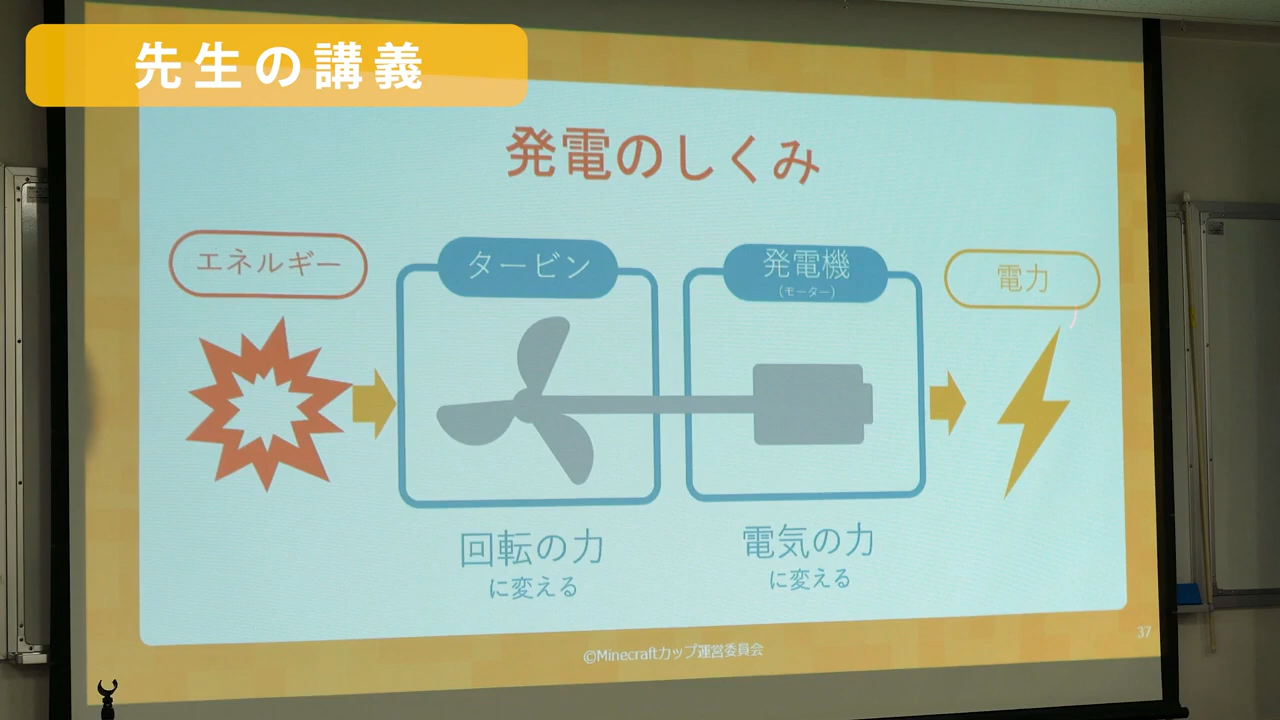 先生の講義
発電のしくみ
エネルギー
タービン
発電機
(モーター)
電力
回転の力
に変える
電気の力
に変える
©Minecraftカップ運営委員会
37